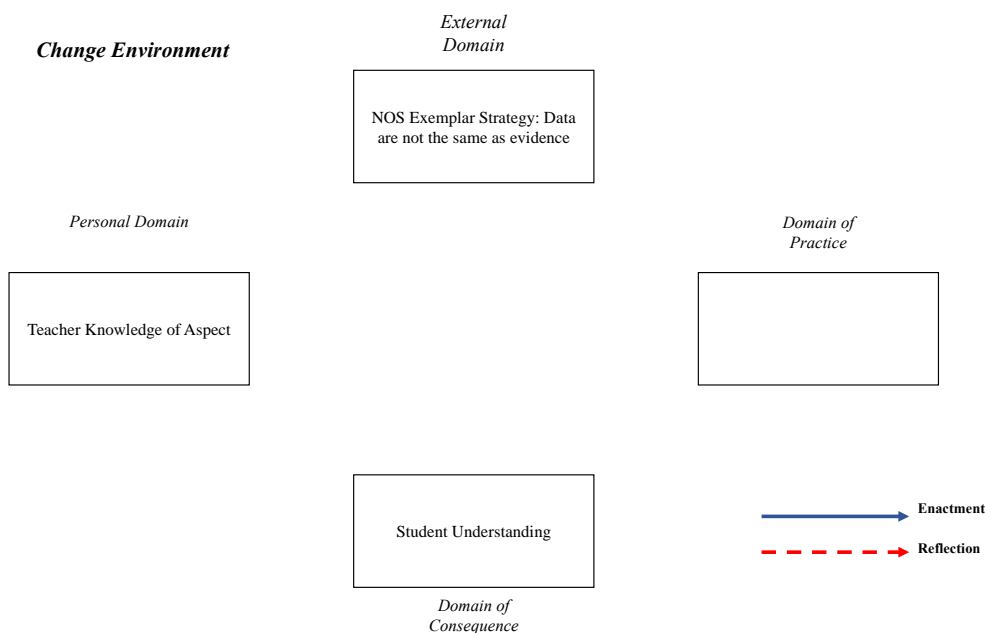 External
Domain
Change Environment
NOS Exemplar Strategy: Data
are not the same as evidence
Personal Domain
Domain of
Practice
Teacher Knowledge of Aspect
Student Understanding
Enactment
Reflection
Domain of
Consequence